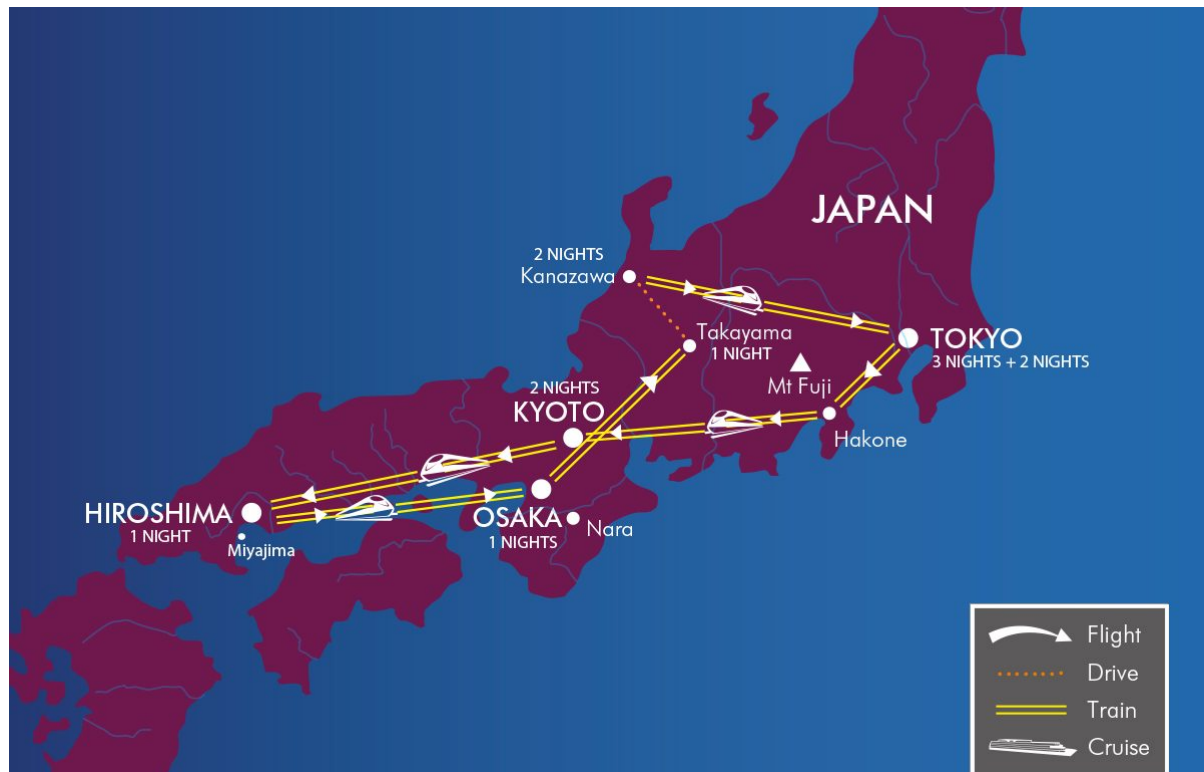 JAPAN
2 NIGHTS
Kanazawa
Takayama
1 NIGHT
TOKYO
3 NIGHTS + 2 NIGHTS
Mt Fuji
Hakone
2 NIGHTS
KYOTO
HIROSHIMA
1 NIGHT
Miyajima
OSAKA
1 NIGHTS
Nara
Flight
Drive
Train
Cruise